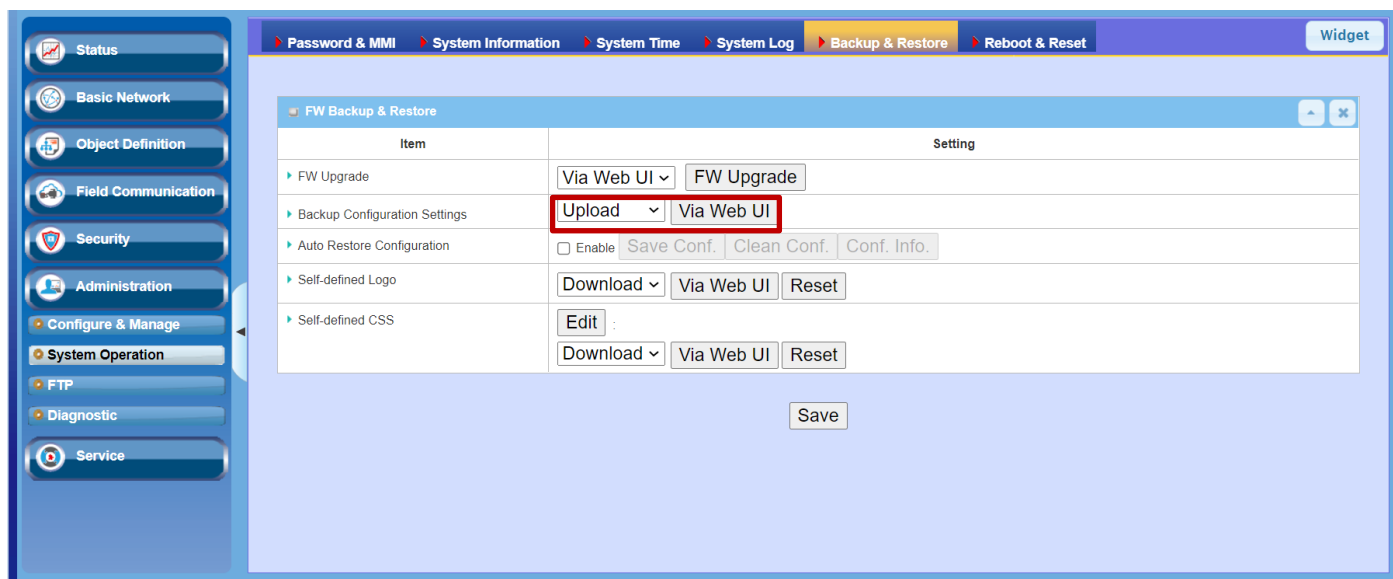 Status
Basic Network
Object Definition
Field Communication
Security
Administration
Configure & Manage
System Operation
FTP
Diagnostic
Service
Password & MMI System Information System Time System Log Backup & Restore Reboot & Reset Widget
FW Backup & Restore
Item Setting
FW Upgrade Via Web UI FW Upgrade
Backup Configuration Settings Upload Via Web UI
Auto Restore Configuration Enable Save Conf. Clean Conf. Conf. Info.
Self-defined Logo Download Via Web UI Reset
Self-defined CSS Edit :
Download Via Web UI Reset
Save